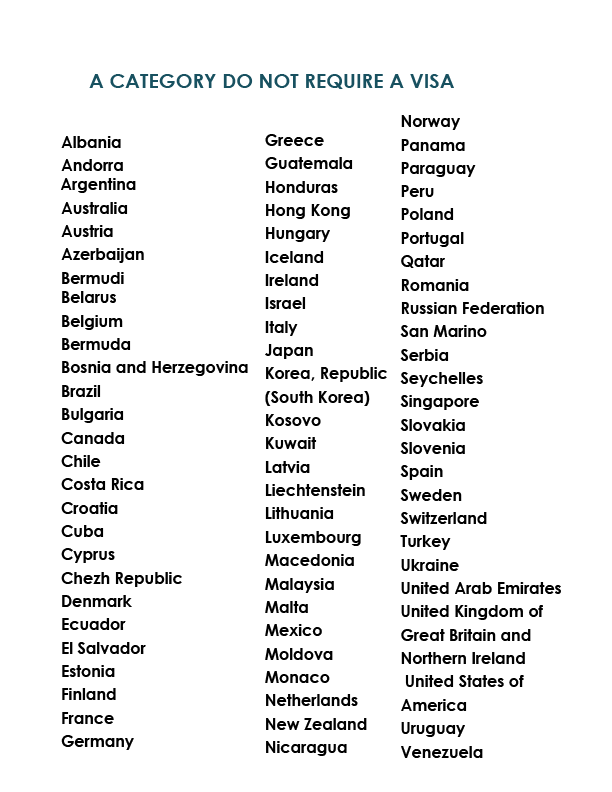 A CATEGORY DO NOT REQUIRE A VISA
Albania
Andorra
Argentina
Australia
Austria
Azerbaijan
Bermudi
Belarus
Belgium
Bermuda
Bosnia and Herzegovina
Brazil
Bulgaria
Canada
Chile
Costa Rica
Croatia
Cuba
Cyprus
Chezh Republic
Denmark
Ecuador
El Salvador
Estonia
Finland
France
Germany
Greece
Guatemala
Honduras
Hong Kong
Hungary
Iceland
Ireland
Israel
Italy
Japan
Korea, Republic
(South Korea)
Kosovo
Kuwait
Latvia
Liechtenstein
Lithuania
Luxembourg
Macedonia
Malaysia
Malta
Mexico
Moldova
Monaco
Netherlands
New Zealand
Nicaragua
Norway
Panama
Paraguay
Peru
Poland
Portugal
Qatar
Romania
Russian Federation
San Marino
Serbia
Seychelles
Singapore
Slovakia
Slovenia
Spain
Sweden
Switzerland
Turkey
Ukraine
United Arab Emirates
United Kingdom of
Great Britain and
Northern Ireland
United States of
America
Uruguay
Venezuela